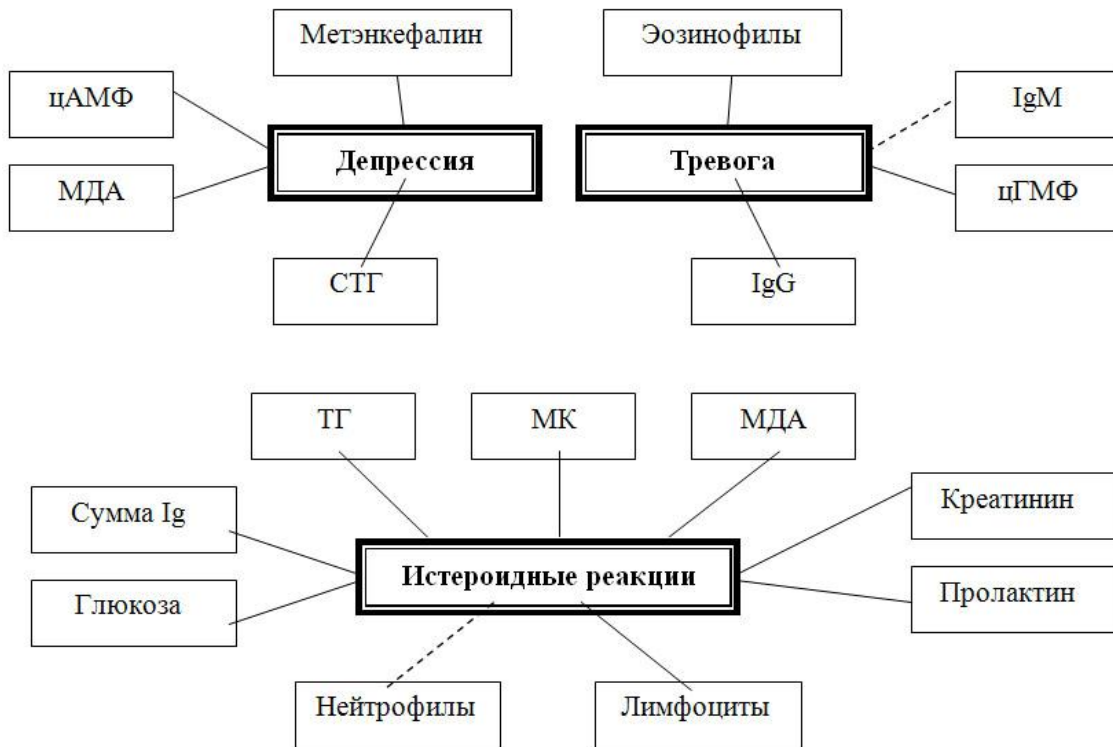 Метэнкефалин
Эозинофилы
цАМФ
IgM
Депрессия
Тревога
МДА
цГМФ
СТГ
IgG
ТГ
МК
МДА
Сумма Ig
Креатинин
Истероидные реакции
Глюкоза
Пролактин
Нейтрофилы
Лимфоциты